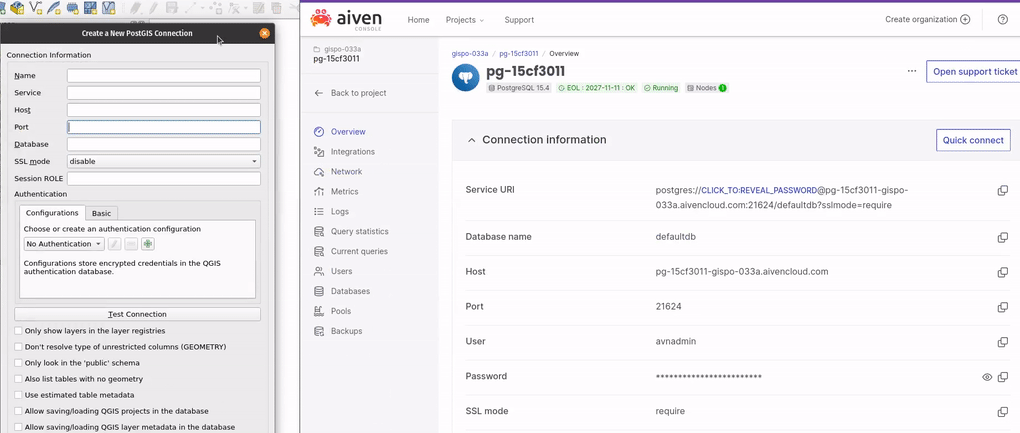 Create a New PostGIS Connection
Connection Information
Name
Service
Host
Port
Database
SSL mode disable
Session ROLE
Authentication
Configurations Basic
Choose or create an authentication configuration
No Authentication
Configurations store encrypted credentials in the QGIS
authentication database.
Test Connection
Only show layers in the layer registries
Don't resolve type of unrestricted columns (GEOMETRY)
Only look in the 'public' schema
Also list tables with no geometry
Use estimated table metadata
Allow saving/loading QGIS projects in the database
Allow saving/loading QGIS layer metadata in the database
aiven
CONSOLE
Home Projects Support
Create organization
gispo-033a
pg-15cf3011
Back to project
Overview
Integrations
Network
Metrics
Logs
Query statistics
Current queries
Users
Databases
Pools
Backups
gispo-033a / pg-15cf3011 / Overview
pg-15cf3011
PostgreSQL 15.4 EOL : 2027-11-11 : OK Running Nodes 1
Open support ticket
Connection information
Quick connect
Service URI postgres://CLICK_TO:REVEAL_PASSWORD@pg-15cf3011-gispo-
033a.aivencloud.com:21624/defaultdb?sslmode=require
Database name defaultdb
Host pg-15cf3011-gispo-033a.aivencloud.com
Port 21624
User avnadmin
Password ************************
SSL mode require